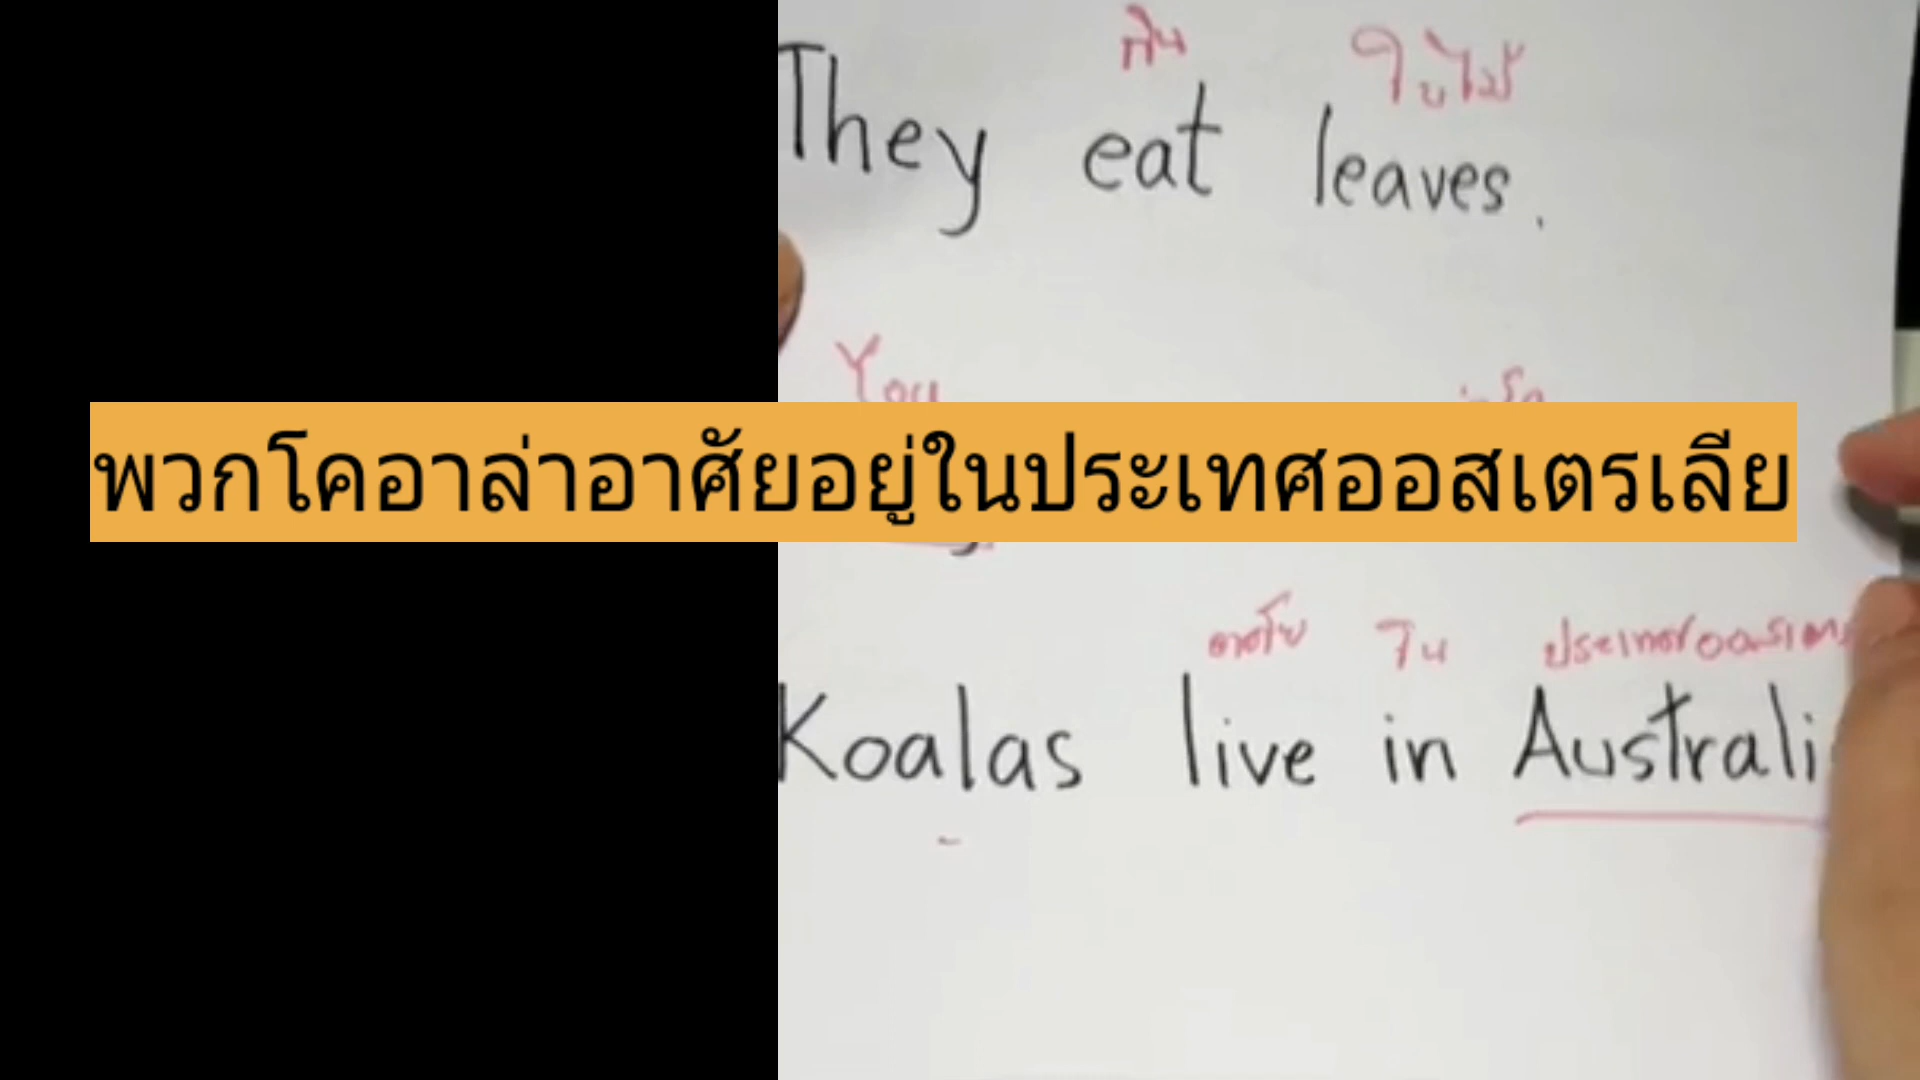 กิน ใบไม้
They eat leaves.
You
พวกโคอาล่าอาศัยอยู่ในประเทศออสเตรเลีย
อาศัย ใน
Koalas live in Australi